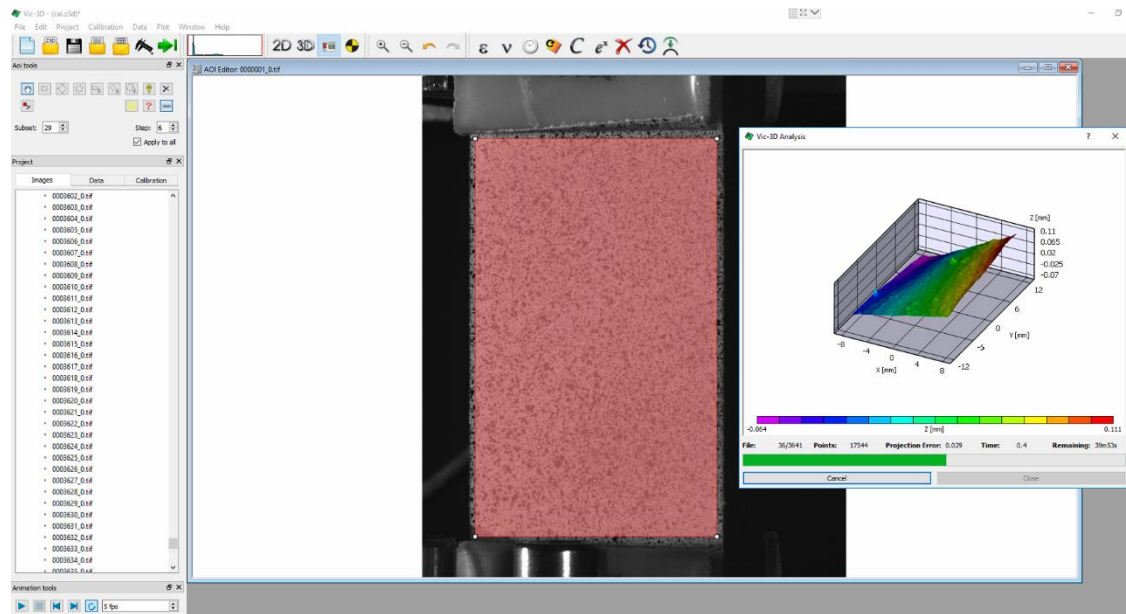 Vic-3D - (cal.z3d)*
File Edit Project Calibration Data Plot Window Help
2D 3D
Aoi tools
AOI Editor: 0000001_0.tif
Subset: 29 Step: 6
Apply to all
Project
Images Data Calibration
0003602_0.tif
0003603_0.tif
0003604_0.tif
0003605_0.tif
0003606_0.tif
0003607_0.tif
0003608_0.tif
0003609_0.tif
0003610_0.tif
0003611_0.tif
0003612_0.tif
0003613_0.tif
0003614_0.tif
0003615_0.tif
0003616_0.tif
0003617_0.tif
0003618_0.tif
0003619_0.tif
0003620_0.tif
0003621_0.tif
0003622_0.tif
0003623_0.tif
0003624_0.tif
0003625_0.tif
0003626_0.tif
0003627_0.tif
0003628_0.tif
0003629_0.tif
0003630_0.tif
0003631_0.tif
0003632_0.tif
0003633_0.tif
0003634_0.tif
0003635_0.tif
Animation tools
5 fps
Vic-3D Analysis
Z [mm]
0.11
0.065
0.02
-0.025
-0.07
12
6
0
-5
-12
Y [mm]
-8 -4 0 4 8
X [mm]
-0.064 Z [mm] 0.111
File: 36/3641 Points: 17544 Projection Error: 0.029 Time: 0.4 Remaining: 39m53s
Cancel Close